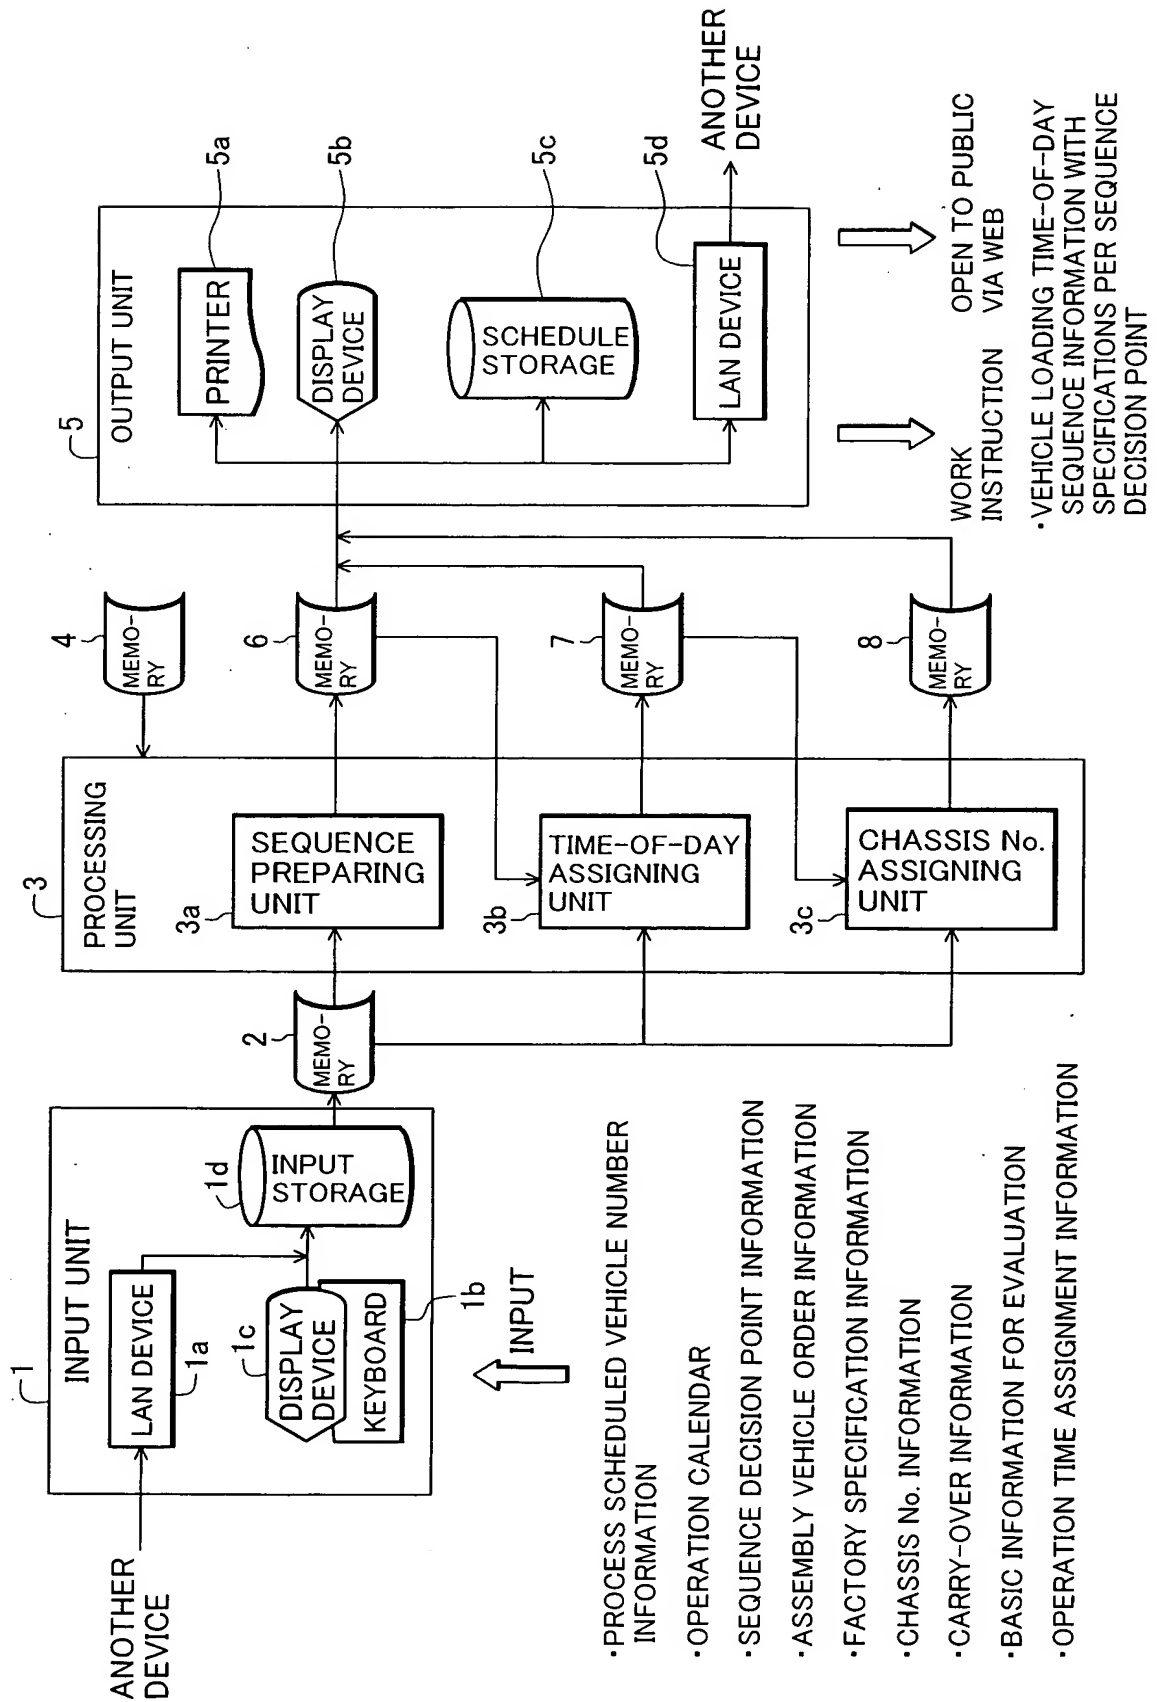 ANOTHER
DEVICE
1
INPUT UNIT
LAN DEVICE
1a
1c
DISPLAY
DEVICE
KEYBOARD
1b
1d
INPUT
STORAGE
INPUT
2
MEMO-
RY
3
PROCESSING
UNIT
3a
SEQUENCE
PREPARING
UNIT
3b
TIME-OF-DAY
ASSIGNING
UNIT
3c
CHASSIS No.
ASSIGNING
UNIT
4
MEMO-
RY
6
MEMO-
RY
7
MEMO-
RY
8
MEMO-
RY
5
OUTPUT UNIT
PRINTER
5a
DISPLAY
DEVICE
5b
SCHEDULE
STORAGE
5c
LAN DEVICE
5d
ANOTHER
DEVICE
·PROCESS SCHEDULED VEHICLE NUMBER
INFORMATION
·OPERATION CALENDAR
·SEQUENCE DECISION POINT INFORMATION
·ASSEMBLY VEHICLE ORDER INFORMATION
·FACTORY SPECIFICATION INFORMATION
·CHASSIS No. INFORMATION
·CARRY-OVER INFORMATION
·BASIC INFORMATION FOR EVALUATION
·OPERATION TIME ASSIGNMENT INFORMATION
WORK
INSTRUCTION
OPEN TO PUBLIC
VIA WEB
·VEHICLE LOADING TIME-OF-DAY
SEQUENCE INFORMATION WITH
SPECIFICATIONS PER SEQUENCE
DECISION POINT